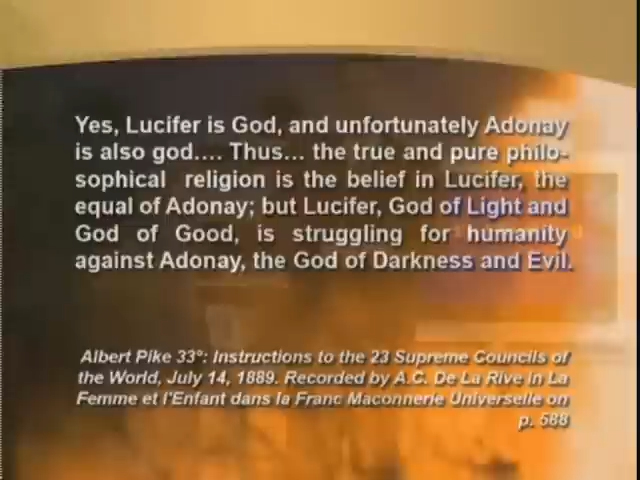 Yes, Lucifer is God, and unfortunately Adonay
is also god.... Thus... the true and pure philo-
sophical religion is the belief in Lucifer, the
equal of Adonay; but Lucifer, God of Light and
God of Good, is struggling for humanity
against Adonay, the God of Darkness and Evil.
Albert Pike 33°: Instructions to the 23 Supreme Councils of
the World, July 14, 1889. Recorded by A.C. De La Rive in La
Femme et l'Enfant dans la Franc Maconnerie Universelle on
p. 588